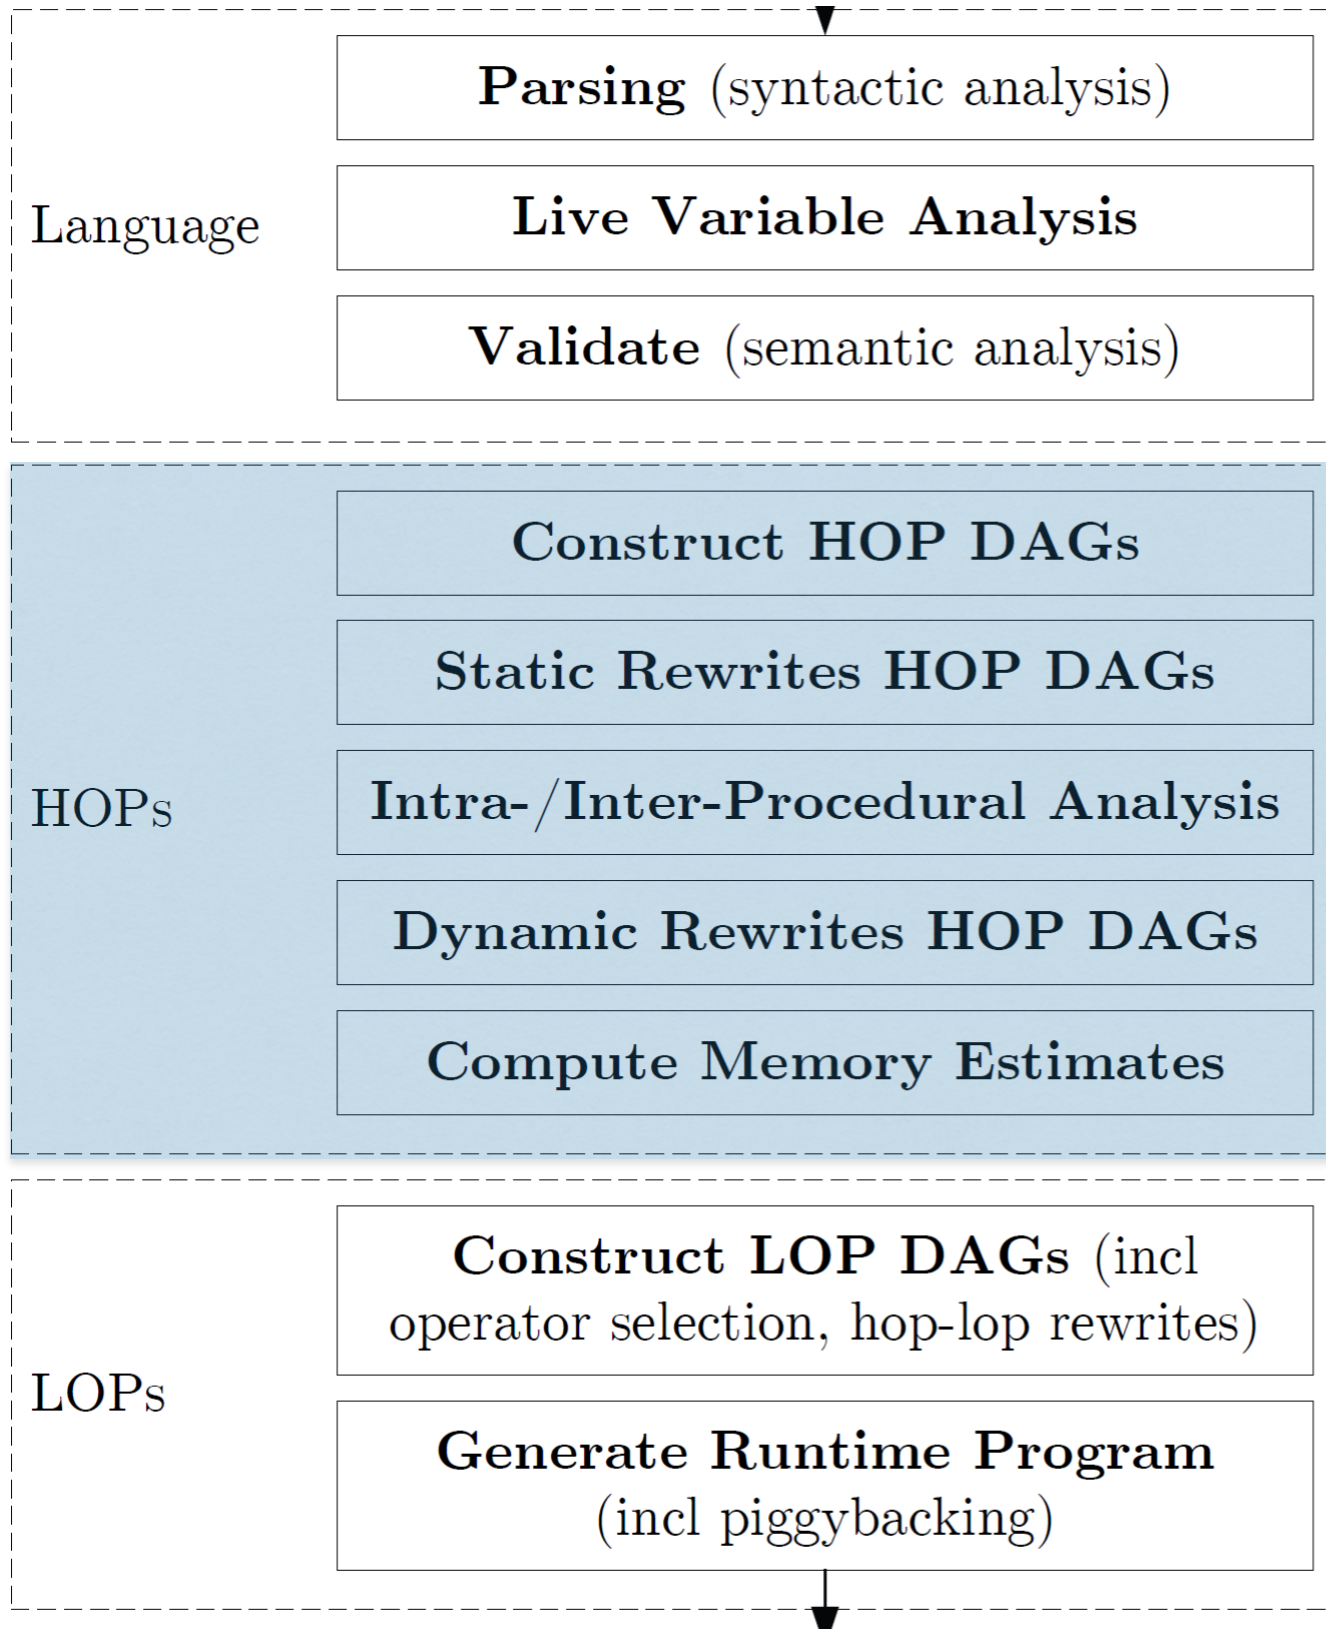 Parsing (syntactic analysis)
Language
Live Variable Analysis
Validate (semantic analysis)
Construct HOP DAGs
Static Rewrites HOP DAGs
HOPs
Intra-/Inter-Procedural Analysis
Dynamic Rewrites HOP DAGs
Compute Memory Estimates
Construct LOP DAGs (incl
operator selection, hop-lop rewrites)
LOPs
Generate Runtime Program
(incl piggybacking)